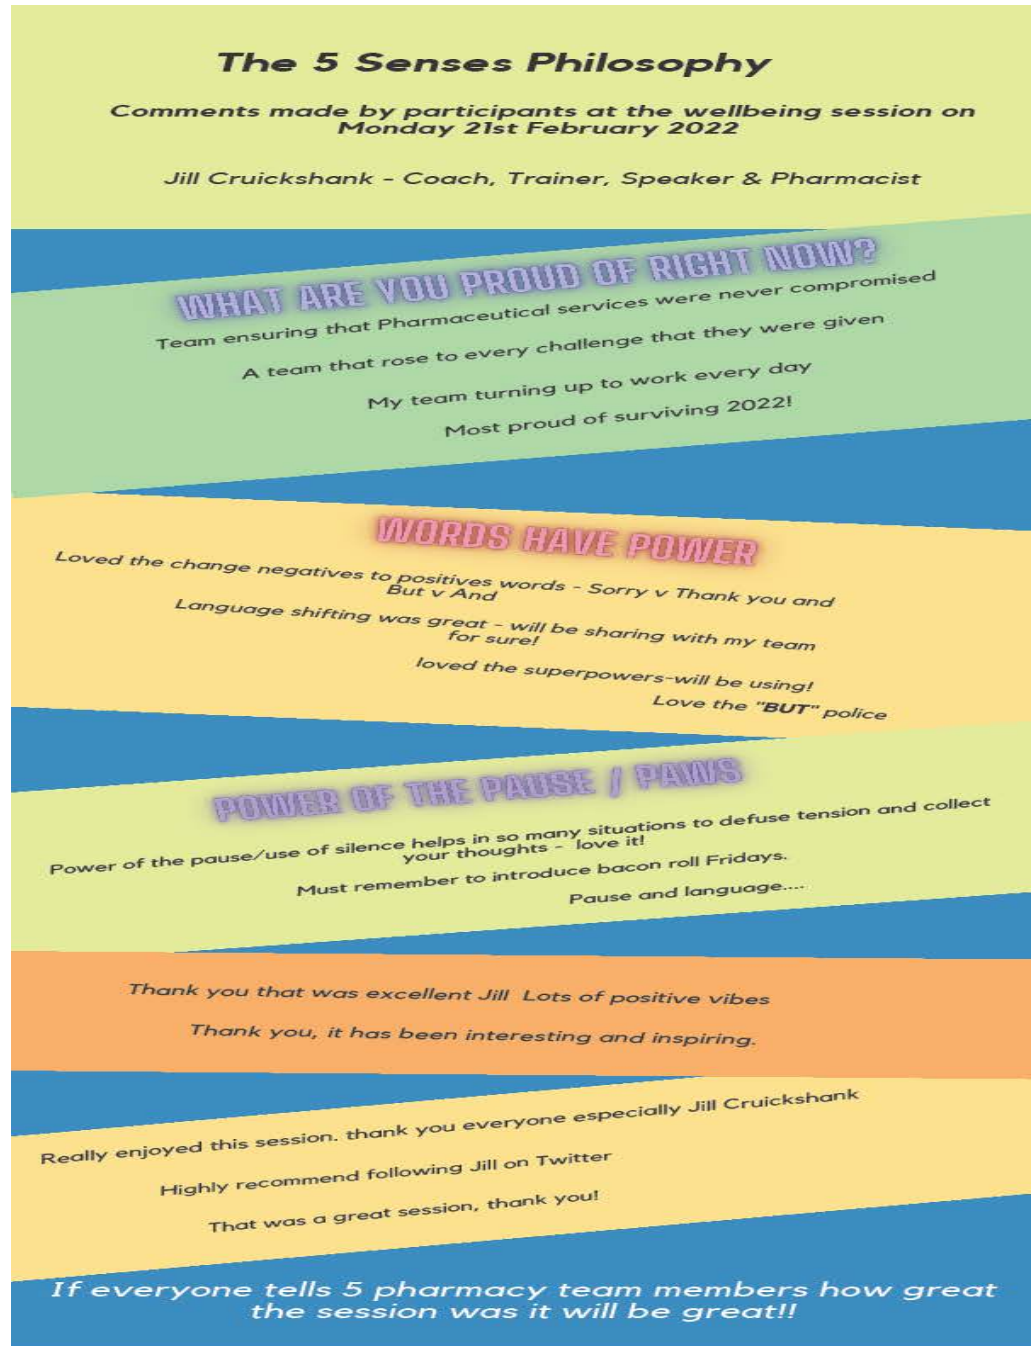 The 5 Senses Philosophy
Comments made by participants at the wellbeing session on
Monday 21st February 2022
Jill Cruickshank - Coach, Trainer, Speaker & Pharmacist
WHAT ARE YOU PROUD OF RIGHT NOW?
Team ensuring that Pharmaceutical services were never compromised
A team that rose to every challenge that they were given
My team turning up to work every day
Most proud of surviving 2022!
WORDS HAVE POWER
Loved the change negatives to positives words - Sorry v Thank you and
But v And
Language shifting was great - will be sharing with my team
for sure!
loved the superpowers-will be using!
Love the "BUT" police
POWER OF THE PAUSE / PAWS
Power of the pause/use of silence helps in so many situations to defuse tension and collect
your thoughts - love it!
Must remember to introduce bacon roll Fridays.
Pause and language....
Thank you that was excellent Jill Lots of positive vibes
Thank you, it has been interesting and inspiring.
Really enjoyed this session. thank you everyone especially Jill Cruickshank
Highly recommend following Jill on Twitter
That was a great session, thank you!
If everyone tells 5 pharmacy team members how great
the session was it will be great!!